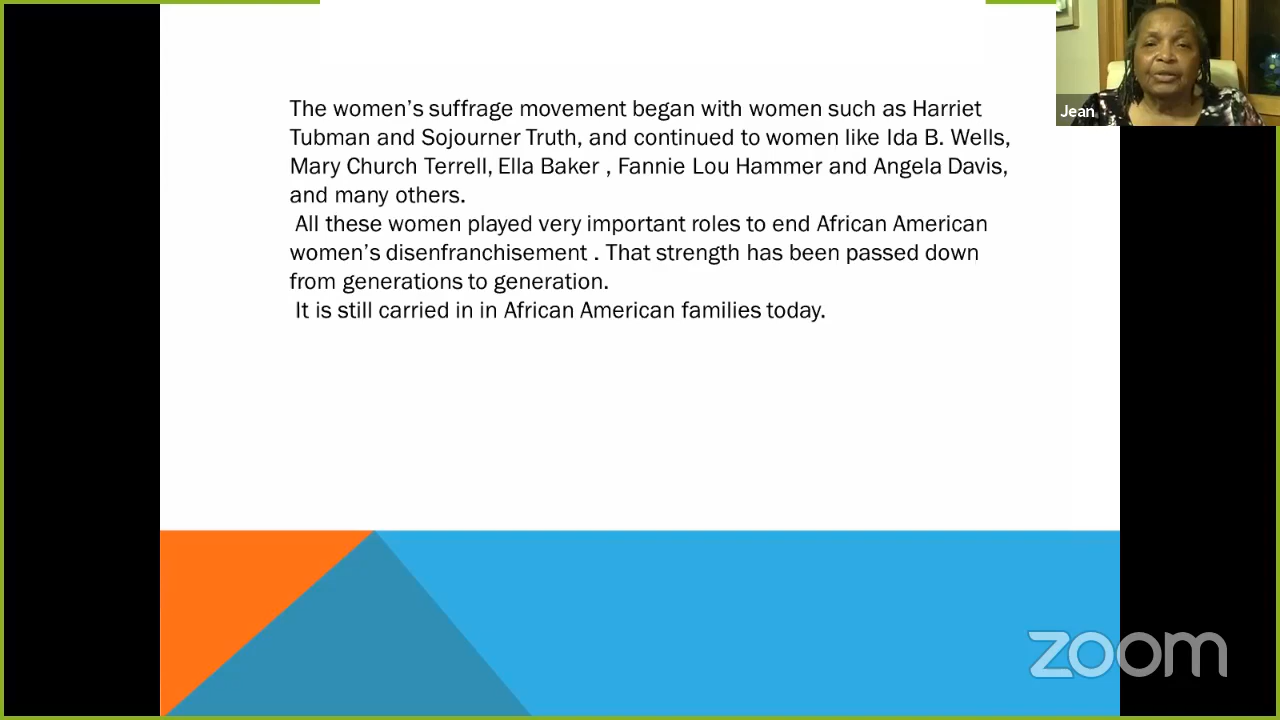 The women's suffrage movement began with women such as Harriet
Tubman and Sojourner Truth, and continued to women like Ida B. Wells,
Mary Church Terrell, Ella Baker , Fannie Lou Hammer and Angela Davis,
and many others.
All these women played very important roles to end African American
women's disenfranchisement . That strength has been passed down
from generations to generation.
It is still carried in in African American families today.
Jean
zoom